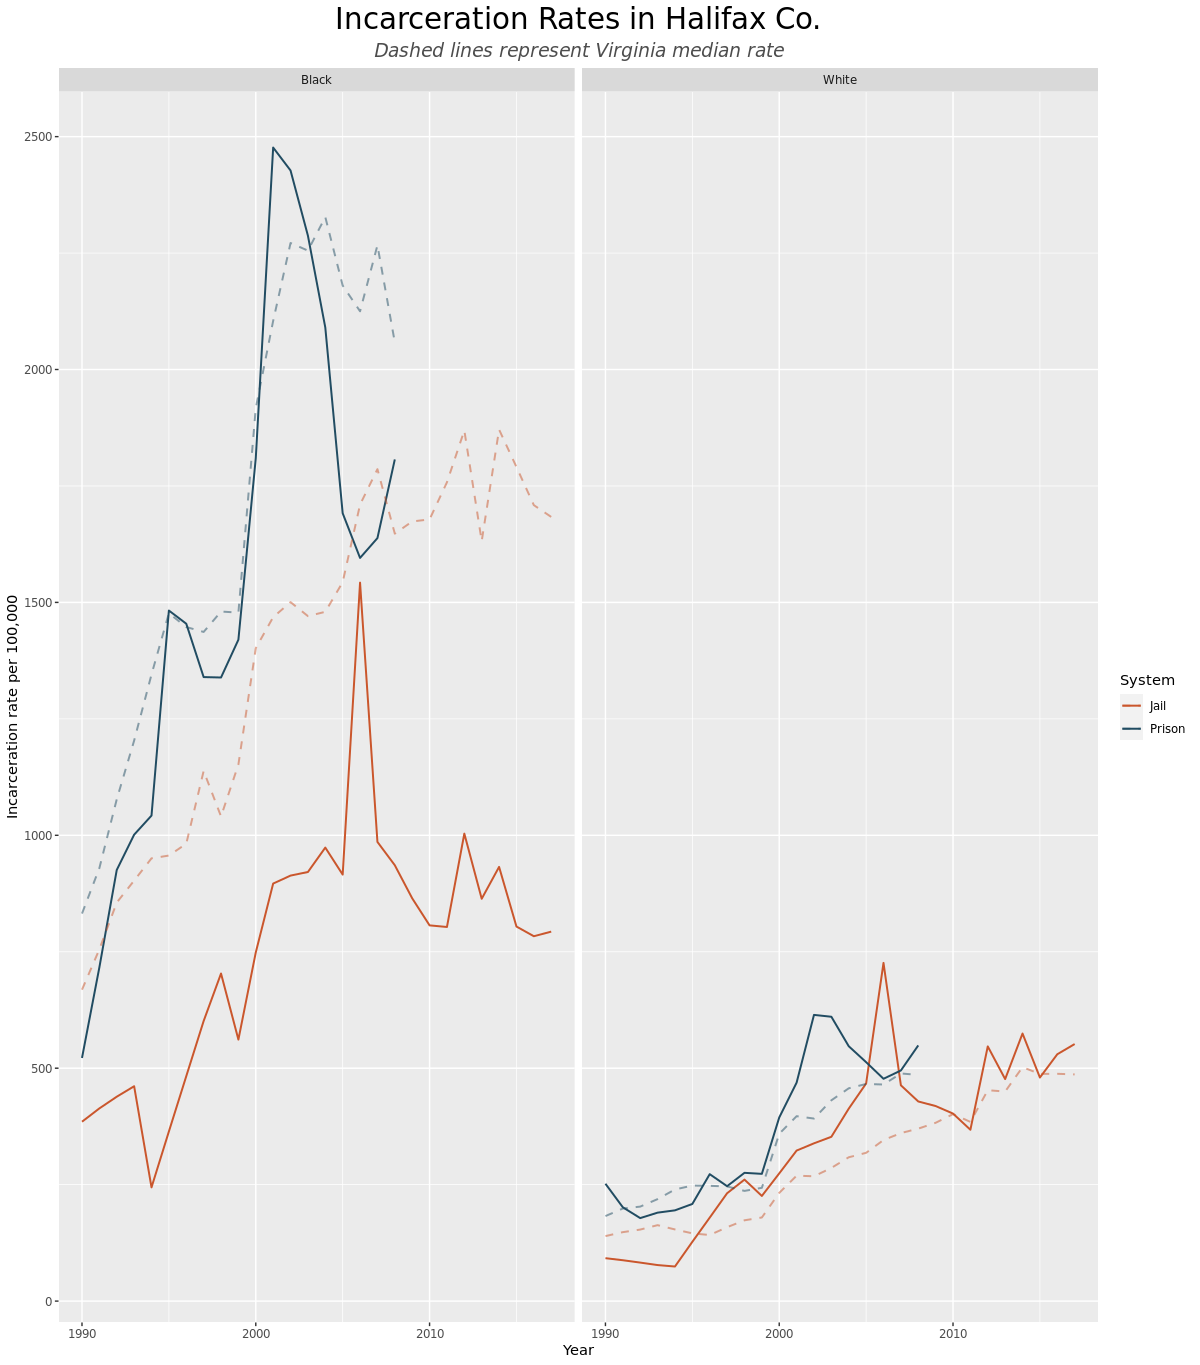 Incarceration Rates in Halifax Co.
Dashed lines represent Virginia median rate
Black
White
2500
2000
1500
1000
500
0
Incarceration rate per 100,000
1990
2000
2010
1990
2000
2010
Year
System
Jail
Prison